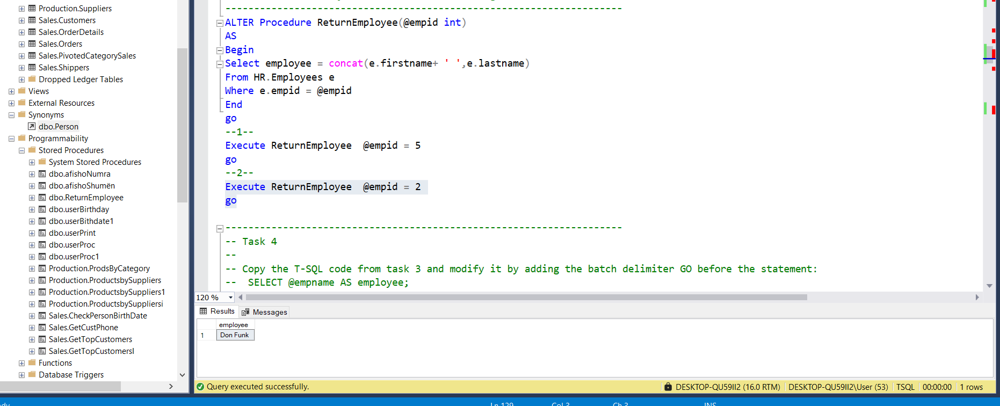 Production.Suppliers
Sales.Customers
Sales.OrderDetails
Sales.Orders
Sales.PivotedCategorySales
Sales.Shippers
Dropped Ledger Tables
Views
External Resources
Synonyms
dbo.Person
Programmability
Stored Procedures
System Stored Procedures
dbo.afishoNumra
dbo.afishoShumën
dbo.ReturnEmployee
dbo.userBirthday
dbo.userBithdate1
dbo.userPrint
dbo.userProc
dbo.userProc1
Production.ProdsByCategory
Production.ProductsbySuppliers
Production.ProductsbySuppliers1
Production.ProductsbySuppliersi
Sales.CheckPersonBirthDate
Sales.GetCustPhone
Sales.GetTopCustomers
Sales.GetTopCustomersI
Functions
Database Triggers
---------------------------------------------------------------------
ALTER Procedure ReturnEmployee(@empid int)
AS
Begin
Select employee = concat(e.firstname+ ' ',e.lastname)
From HR.Employees e
Where e.empid = @empid
End
go
--1--
Execute ReturnEmployee  @empid = 5
go
--2--
Execute ReturnEmployee  @empid = 2
go
---------------------------------------------------------------------
-- Task 4
--
-- Copy the T-SQL code from task 3 and modify it by adding the batch delimiter GO before the statement:
--  SELECT @empname AS employee;
120 %
Results Messages
employee
1 Don Funk
Query executed successfully. DESKTOP-QU59II2 (16.0 RTM) DESKTOP-QU59II2\User (53) TSQL 00:00:00 1 rows
Ln 129 Col 3 Ch 3 INS